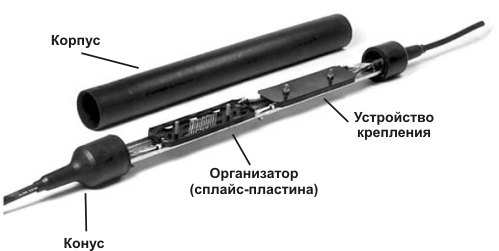 Корпус
Устройство
крепления
Организатор
(сплайс-пластина)
Конус